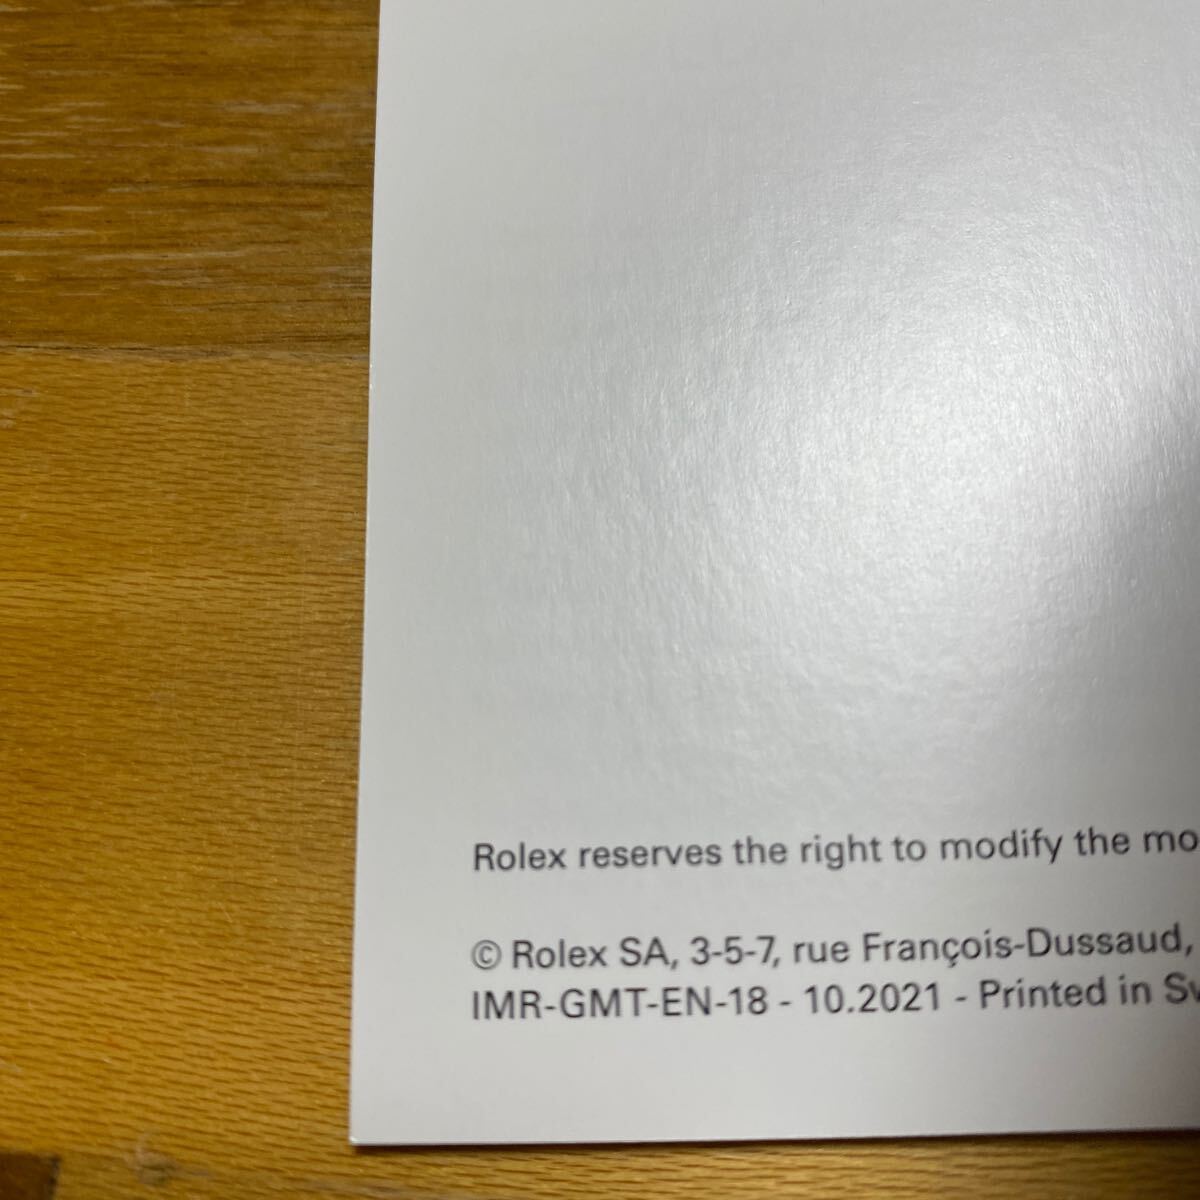 Rolex reserves the right to modify the mo
© Rolex SA, 3-5-7, rue François-Dussaud,
IMR-GMT-EN-18 - 10.2021 - Printed in Sw